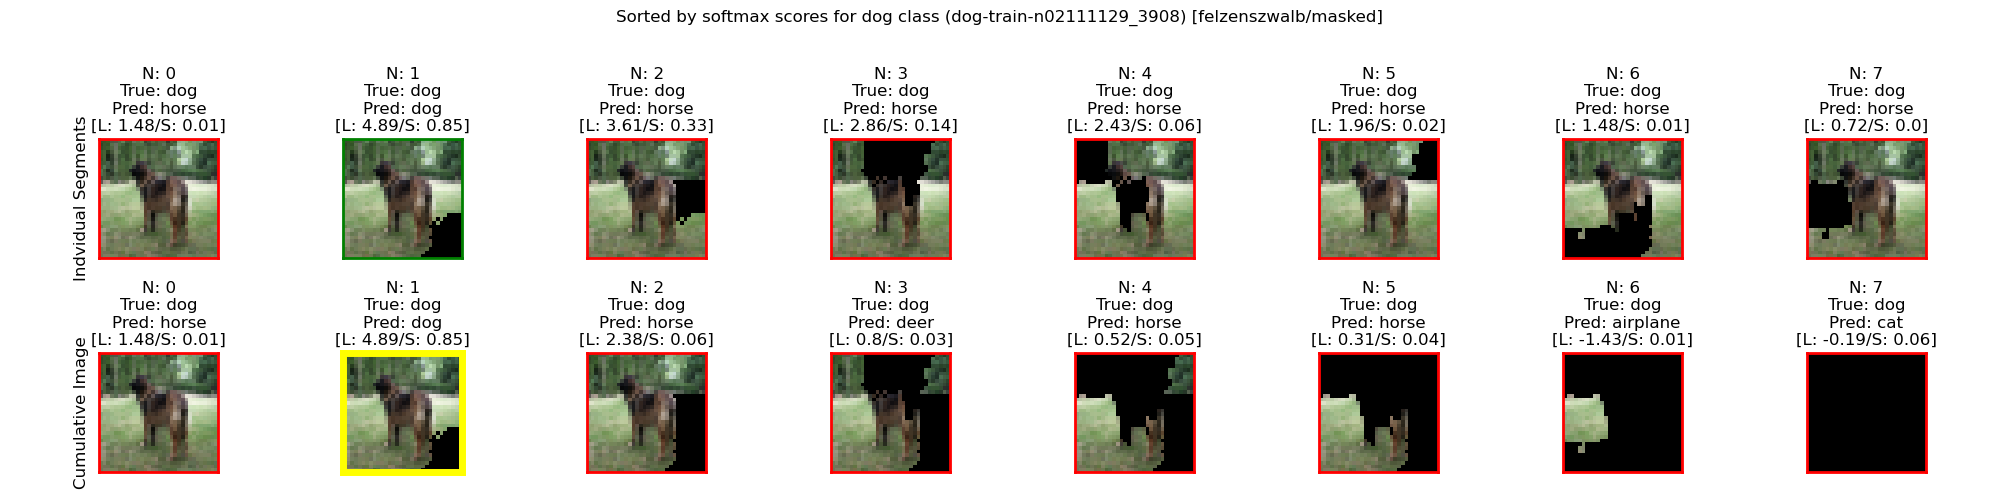 Sorted by softmax scores for dog class (dog-train-n02111129_3908) [felzenszwalb/masked]
Indvidual Segments
N: 0
True: dog
Pred: horse
[L: 1.48/S: 0.01]
N: 1
True: dog
Pred: dog
[L: 4.89/S: 0.85]
N: 2
True: dog
Pred: horse
[L: 3.61/S: 0.33]
N: 3
True: dog
Pred: horse
[L: 2.86/S: 0.14]
N: 4
True: dog
Pred: horse
[L: 2.43/S: 0.06]
N: 5
True: dog
Pred: horse
[L: 1.96/S: 0.02]
N: 6
True: dog
Pred: horse
[L: 1.48/S: 0.01]
N: 7
True: dog
Pred: horse
[L: 0.72/S: 0.0]
Cumulative Image
N: 0
True: dog
Pred: horse
[L: 1.48/S: 0.01]
N: 1
True: dog
Pred: dog
[L: 4.89/S: 0.85]
N: 2
True: dog
Pred: horse
[L: 2.38/S: 0.06]
N: 3
True: dog
Pred: deer
[L: 0.8/S: 0.03]
N: 4
True: dog
Pred: horse
[L: 0.52/S: 0.05]
N: 5
True: dog
Pred: horse
[L: 0.31/S: 0.04]
N: 6
True: dog
Pred: airplane
[L: -1.43/S: 0.01]
N: 7
True: dog
Pred: cat
[L: -0.19/S: 0.06]